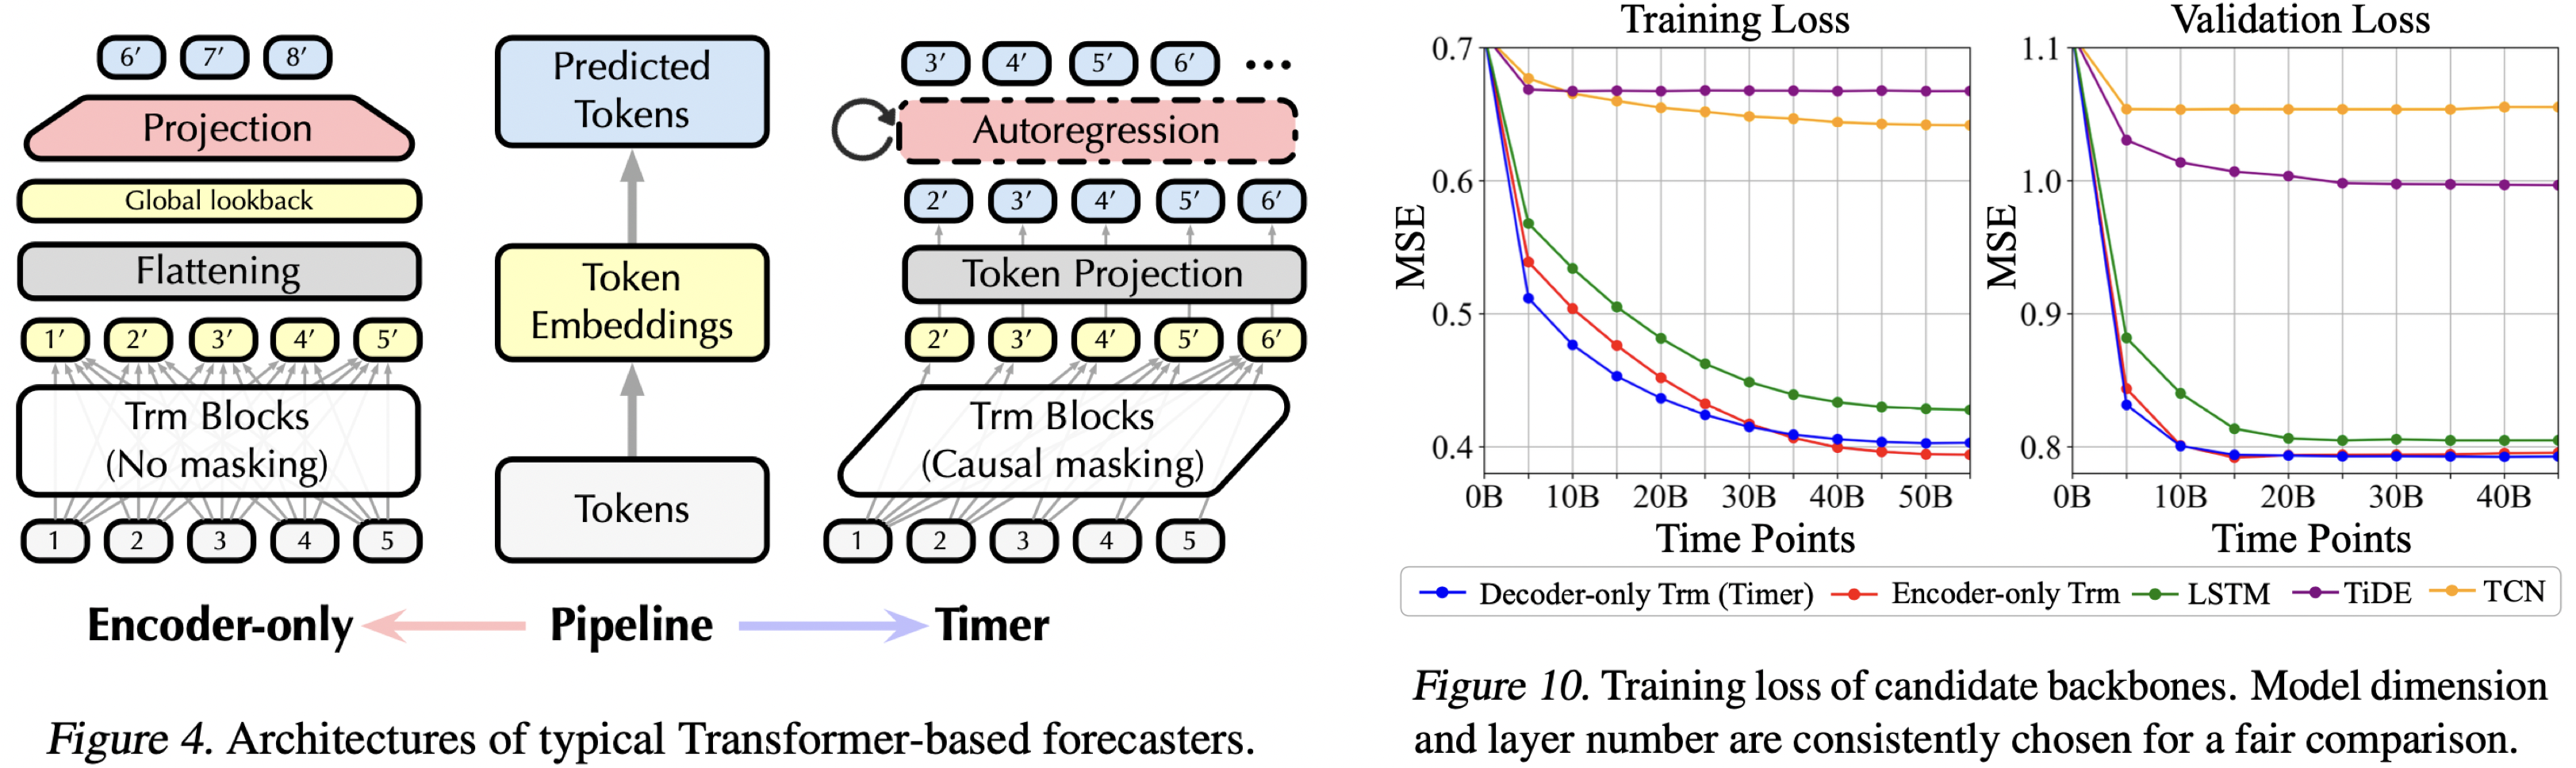 6′ 7′ 8′
Projection
Global lookback
Flattening
1′ 2′ 3′ 4′ 5′
Trm Blocks
(No masking)
1 2 3 4 5
Encoder-only
Predicted
Tokens
Token
Embeddings
Tokens
Pipeline
3′ 4′ 5′ 6′ •••
Autoregression
2′ 3′ 4′ 5′ 6′
Token Projection
2′ 3′ 4′ 5′ 6′
Trm Blocks
(Causal masking)
1 2 3 4 5
Timer
Figure 4. Architectures of typical Transformer-based forecasters.
Training Loss
MSE
0.7
0.6
0.5
0.4
0B 10B 20B 30B 40B 50B
Time Points
Validation Loss
MSE
1.1
1.0
0.9
0.8
0B 10B 20B 30B 40B
Time Points
Decoder-only Trm (Timer) Encoder-only Trm LSTM TiDE TCN
Figure 10. Training loss of candidate backbones. Model dimension
and layer number are consistently chosen for a fair comparison.